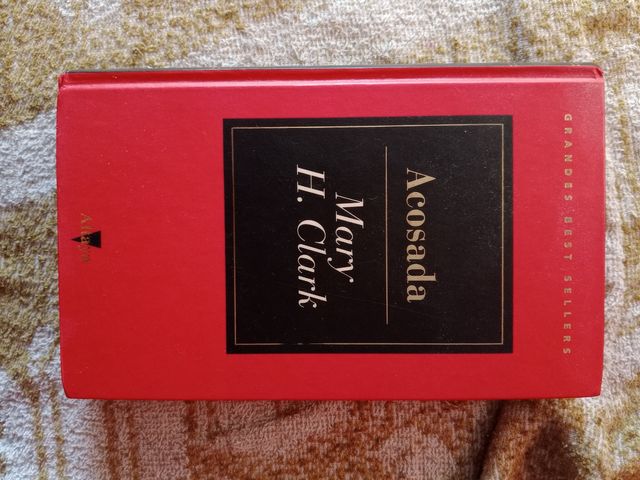 GRANDES BEST SELLERS
Acosada
Mary
H. Clark